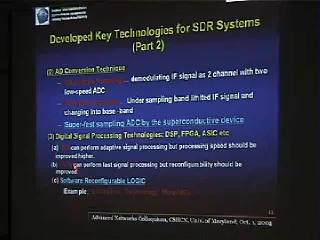 Developed Key Technologies for SDR Systems
(Part 2)
(2) AD Conversion Technique
– demodulating IF signal as 2 channel with two
low-speed ADC
– Under sampling band limited IF signal and
changing into base-band
– Super-fast sampling ADC by the superconductive device
(3) Digital Signal Processing Technologies: DSP, FPGA, ASIC etc
(a) can perform adaptive signal processing but processing speed should be
improved higher.
(b) can perform fast signal processing but reconfigurability should be
improved
(c) Software Reconfigurable LOGIC
Example:
Advanced Networks Colloquium, CSHCN, Univ. of Maryland, Oct. 1, 2004